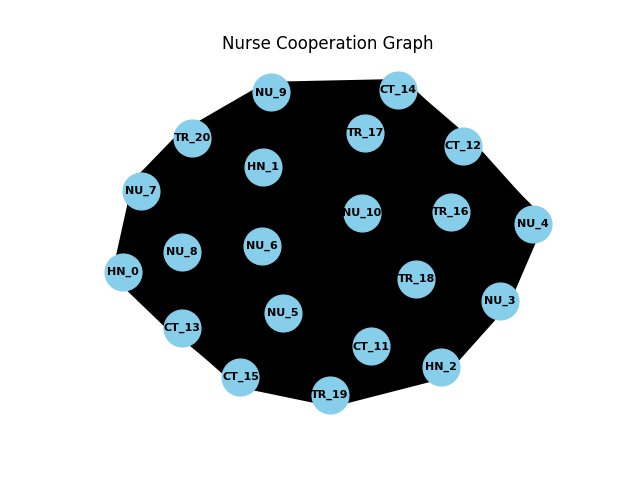 Nurse Cooperation Graph
NU_9
CT_14
TR_20
TR_17
CT_12
HN_1
NU_7
NU_10
TR_16
NU_4
NU_8
NU_6
HN_0
TR_18
NU_3
NU_5
CT_13
CT_11
HN_2
CT_15
TR_19